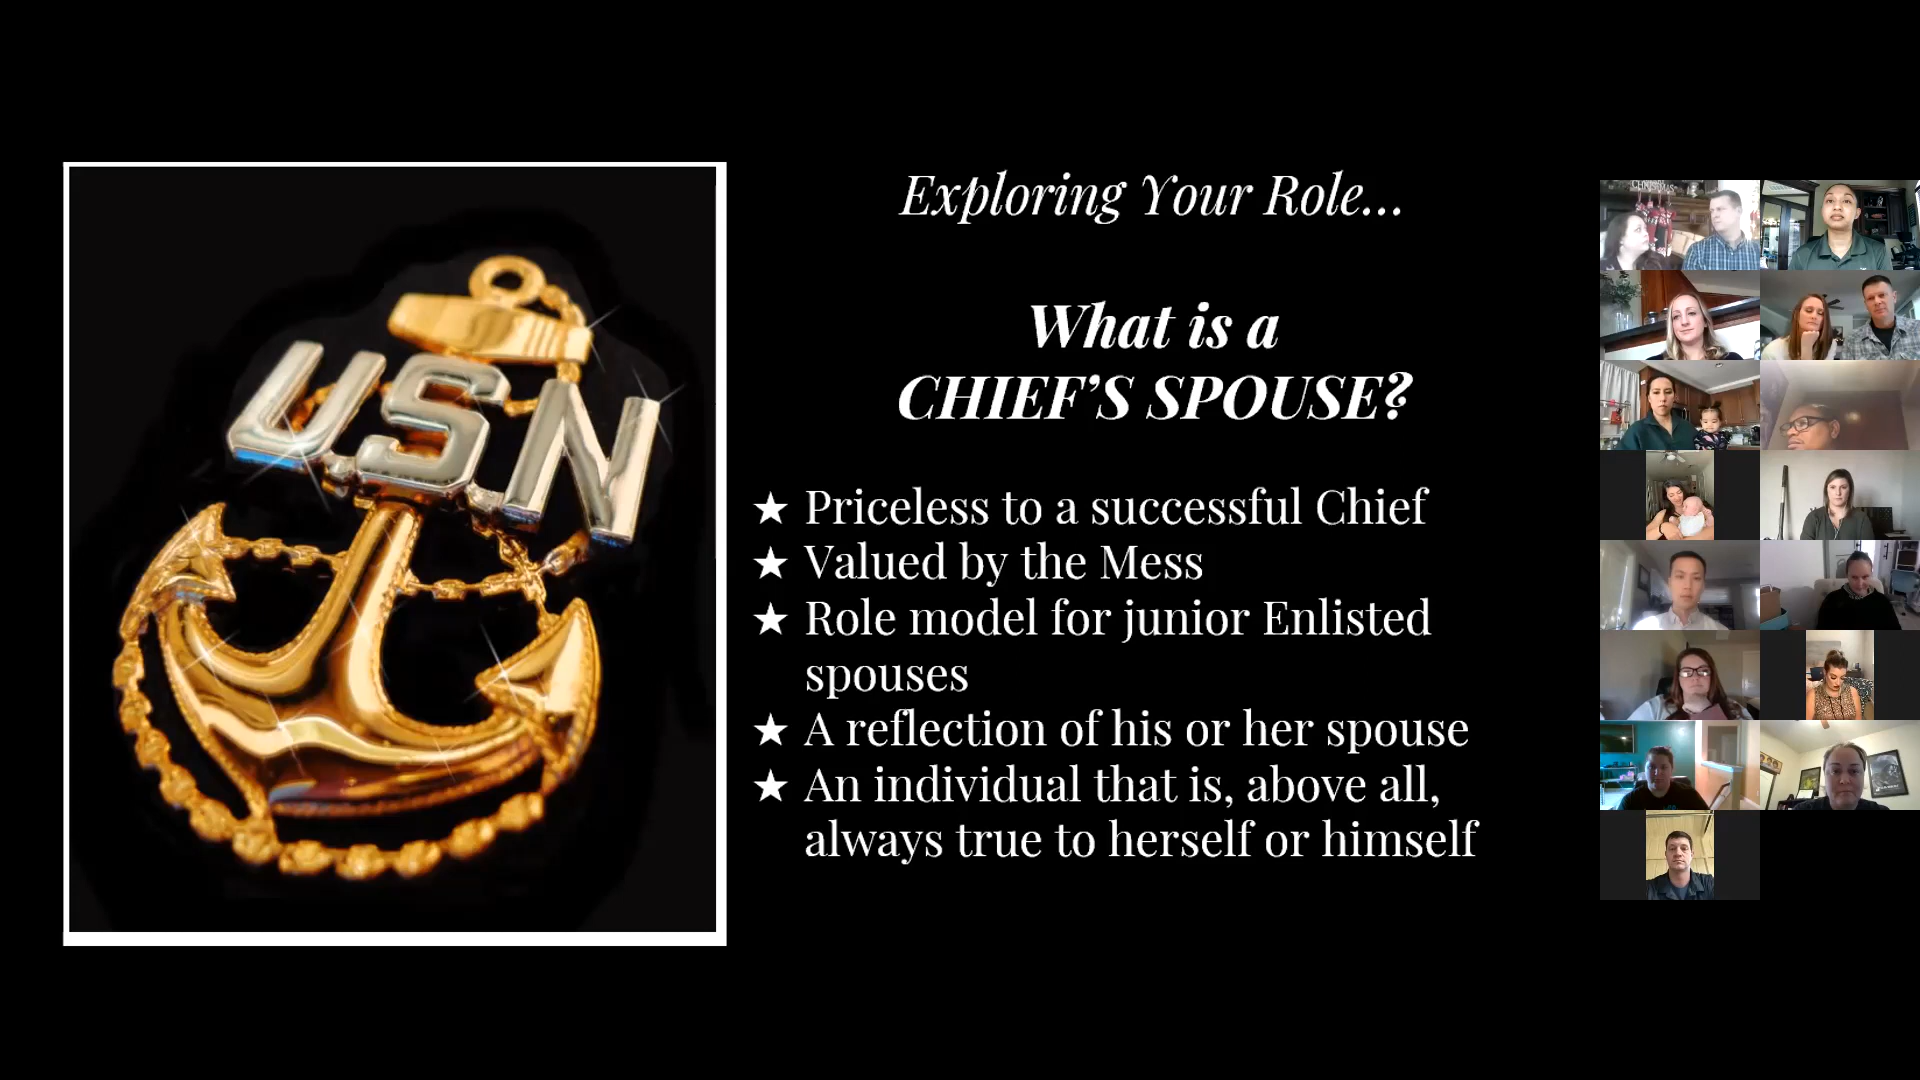 Exploring Your Role...
What is a
CHIEF’S SPOUSE?
★ Priceless to a successful Chief
★ Valued by the Mess
★ Role model for junior Enlisted
spouses
★ A reflection of his or her spouse
★ An individual that is, above all,
always true to herself or himself
USN
CHRISTMAS